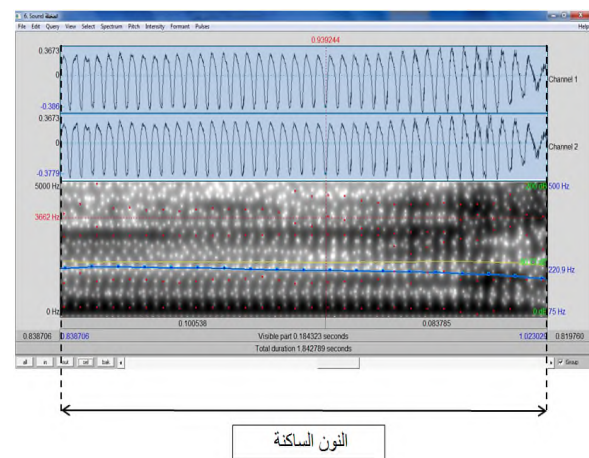 File Edit Query View Select Spectrum Pitch Intensity Formant Pulses Help
0.939244
0.3673
0
-0.386
Channel 1
0.3673
0
-0.3779
Channel 2
5000 Hz 500 Hz
3662 Hz
220.9 Hz
0 Hz 75 Hz
0.100538 0.083785
0.838706 0.838706 Visible part 0.184323 seconds 1.023029 0.819760
Total duration 1.842789 seconds
all in out sel bak Group
النون الساكنة